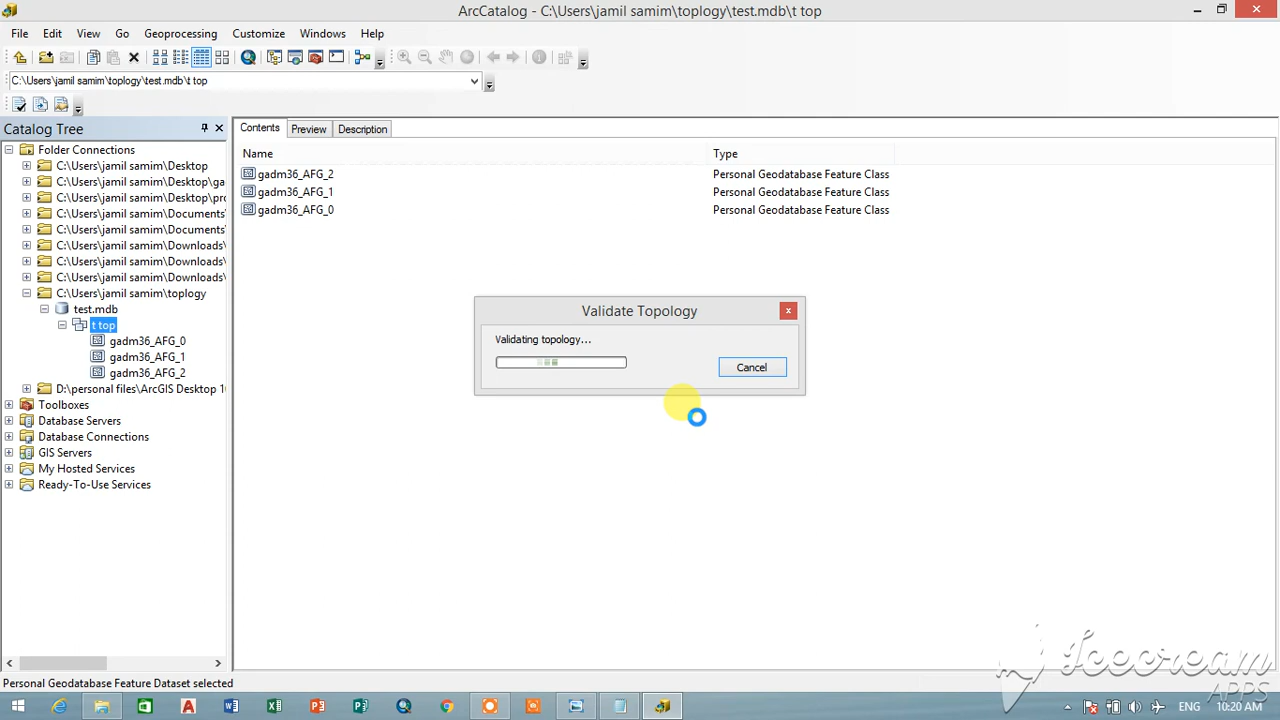 ArcCatalog - C:\Users\jamil samim\toplogy\test.mdb\t top
File Edit View Go Geoprocessing Customize Windows Help
C:\Users\jamil samim\toplogy\test.mdb\t top
Catalog Tree
Folder Connections
C:\Users\jamil samim\Desktop
C:\Users\jamil samim\Desktop\ga
C:\Users\jamil samim\Desktop\pro
C:\Users\jamil samim\Documents'
C:\Users\jamil samim\Documents'
C:\Users\jamil samim\Downloads'
C:\Users\jamil samim\Downloads'
C:\Users\jamil samim\Downloads'
C:\Users\jamil samim\toplogy
test.mdb
t top
gadm36_AFG_0
gadm36_AFG_1
gadm36_AFG_2
D:\personal files\ArcGIS Desktop 10
Toolboxes
Database Servers
Database Connections
GIS Servers
My Hosted Services
Ready-To-Use Services
Contents Preview Description
Name Type
gadm36_AFG_2 Personal Geodatabase Feature Class
gadm36_AFG_1 Personal Geodatabase Feature Class
gadm36_AFG_0 Personal Geodatabase Feature Class
Validate Topology
Validating topology...
Cancel
Icecream
APPS
Personal Geodatabase Feature Dataset selected
ENG 10:20 AM